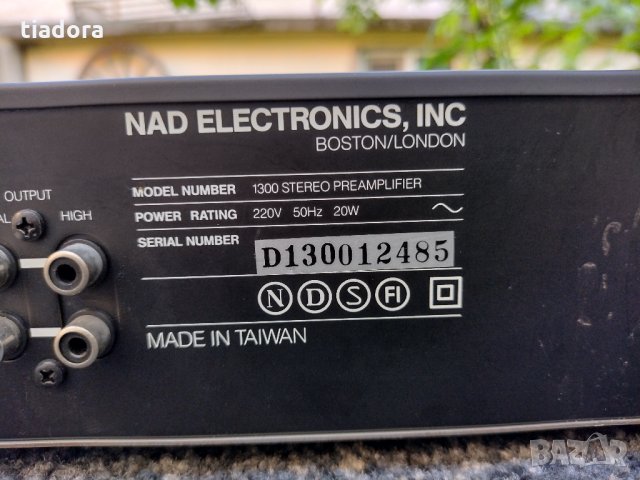 tiadora
NAD ELECTRONICS, INC
BOSTON/LONDON
OUTPUT
HIGH
MODEL NUMBER 1300 STEREO PREAMPLIFIER
POWER RATING 220V 50Hz 20W
SERIAL NUMBER D130012485
N D S FI
MADE IN TAIWAN
BAZAR